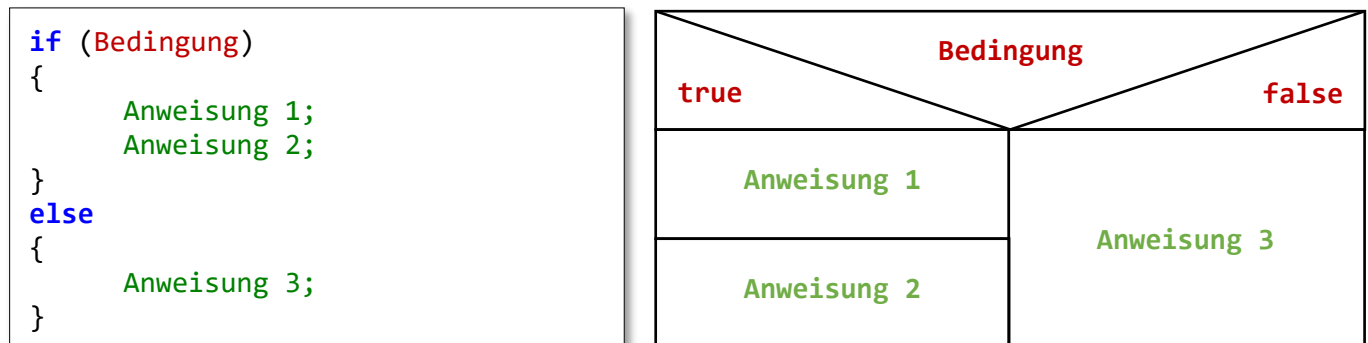 if (Bedingung)
{
Anweisung 1;
Anweisung 2;
}
else
{
Anweisung 3;
}
Bedingung
true
false
Anweisung 1
Anweisung 2
Anweisung 3